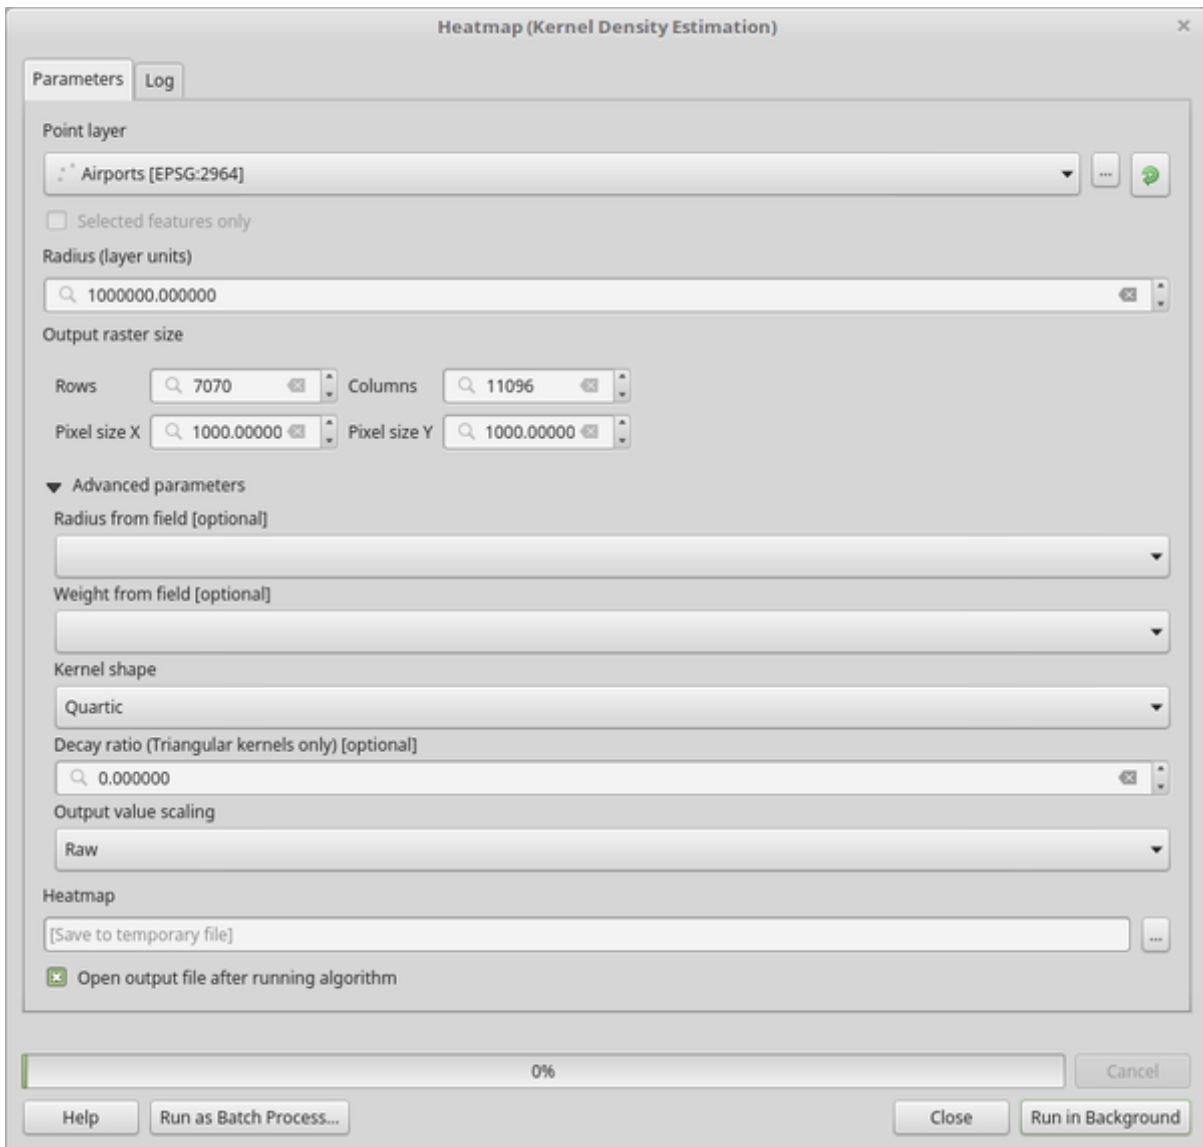 Heatmap (Kernel Density Estimation)
Parameters Log
Point layer
Airports [EPSG:2964] ...
Selected features only
Radius (layer units)
1000000.000000
Output raster size
Rows 7070 Columns 11096
Pixel size X 1000.00000 Pixel size Y 1000.00000
Advanced parameters
Radius from field [optional]
Weight from field [optional]
Kernel shape
Quartic
Decay ratio (Triangular kernels only) [optional]
0.000000
Output value scaling
Raw
Heatmap
[Save to temporary file] ...
Open output file after running algorithm
0% Cancel
Help Run as Batch Process... Close Run in Background